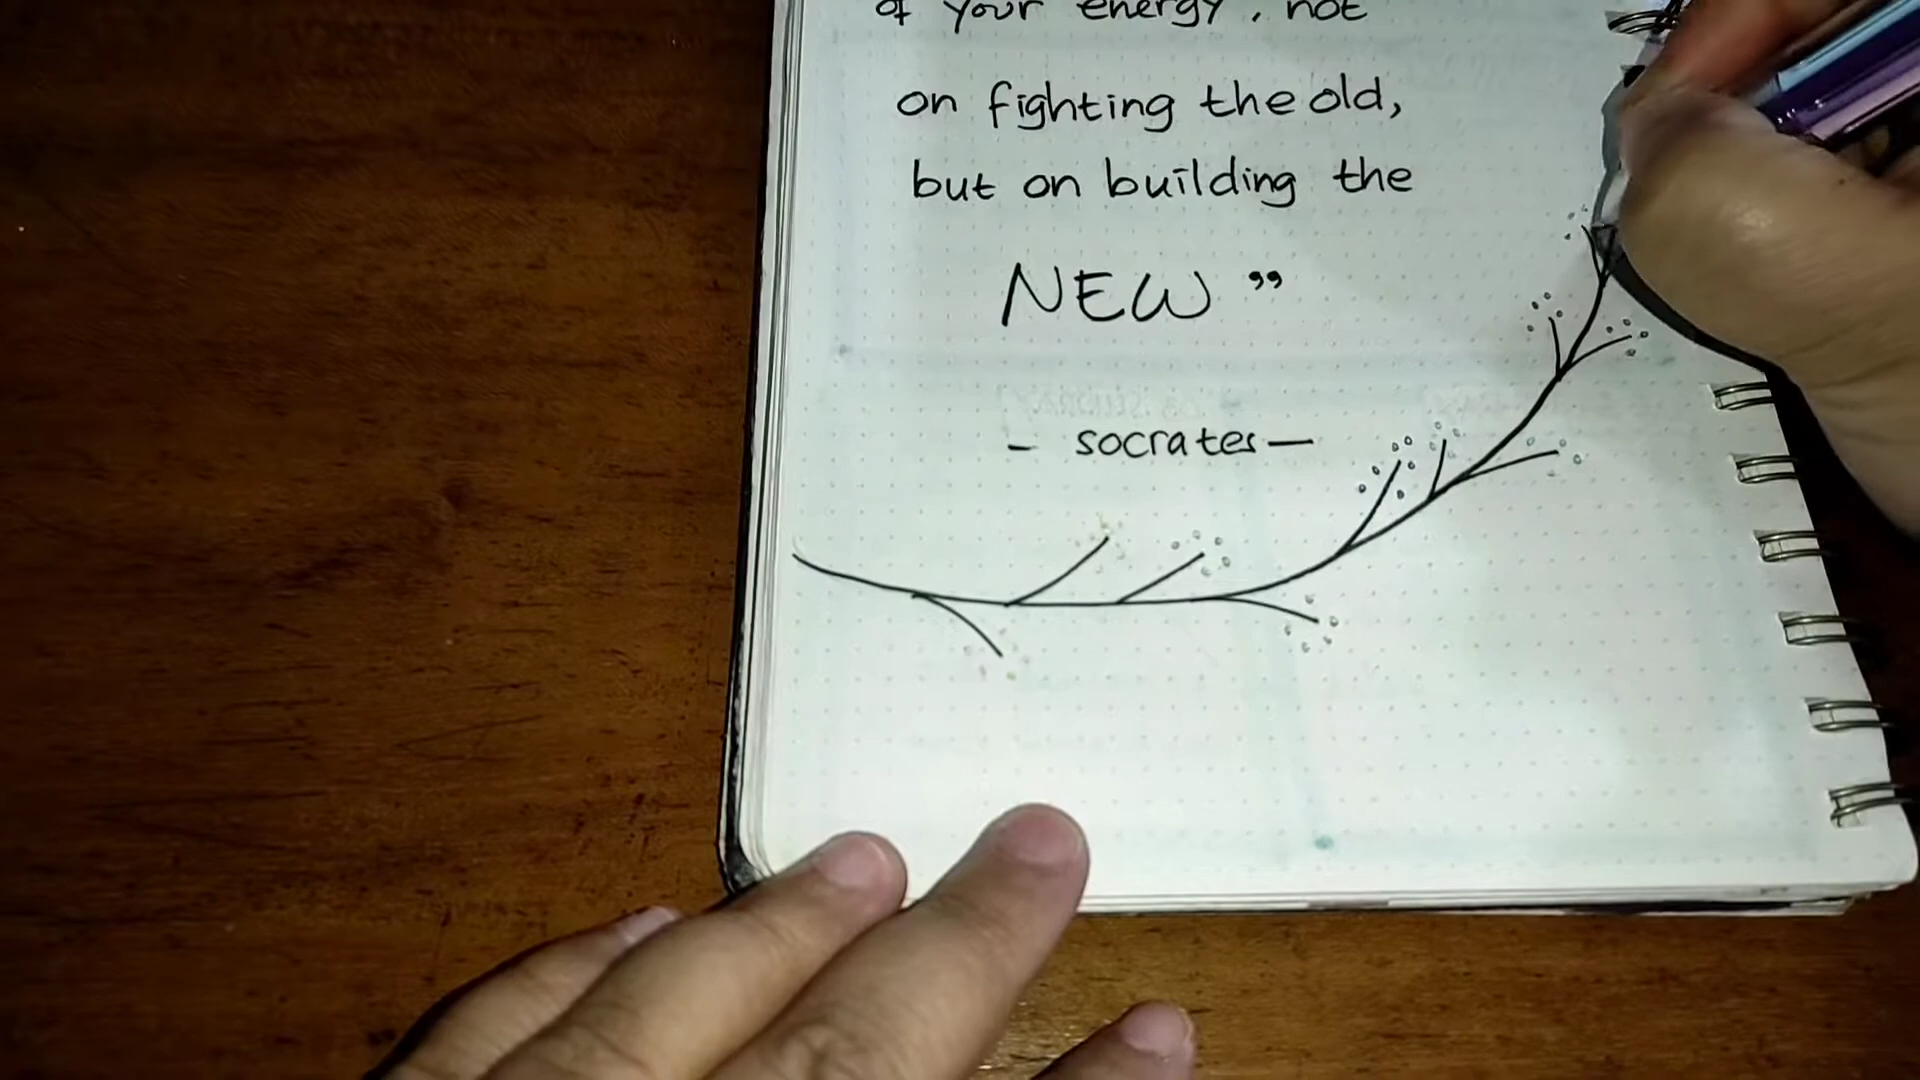 of your energy, not
on fighting the old,
but on building the
NEW ”
- socrates —